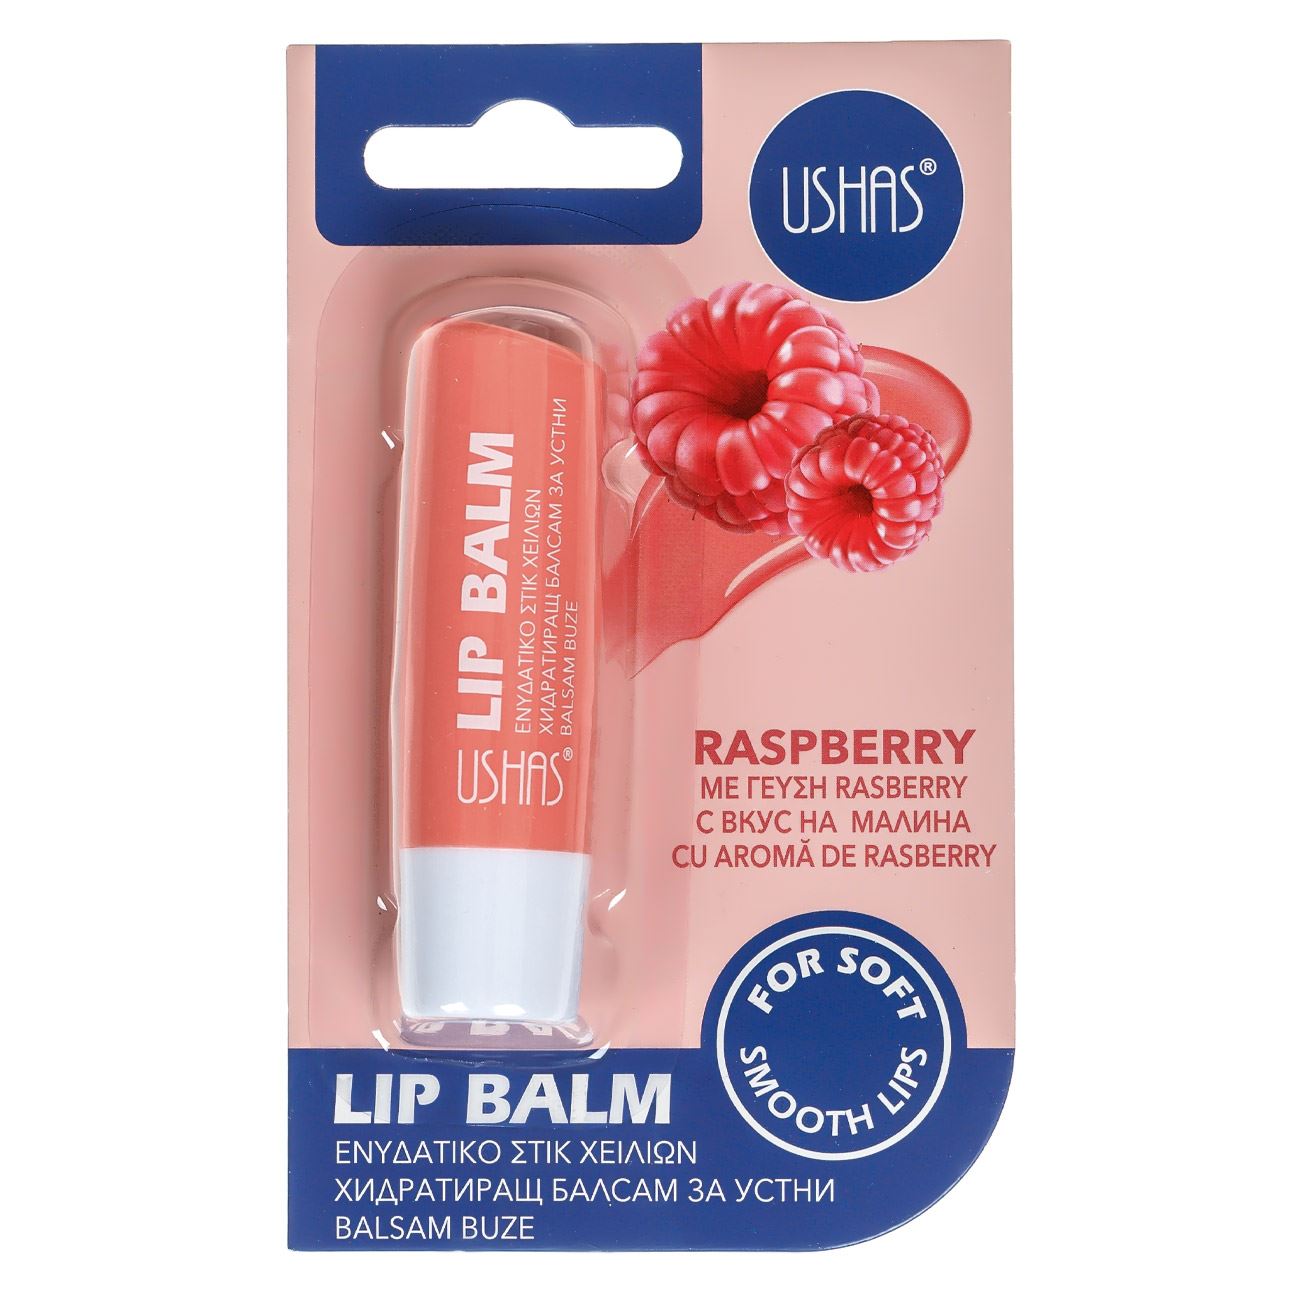 USHAS®
LIP BALM
ΕΝΥΔΑΤΙΚΟ ΣΤΙΚ ΧΕΙΛΙΩΝ
ХИДРАТИРАЩ БАЛСАМ ЗА УСТНИ
BALSAM BUZE
USHAS®
RASPBERRY
ΜΕ ΓΕΥΣΗ RASBERRY
С ВКУС НА МАЛИНА
CU AROMĂ DE RASBERRY
FOR SOFT
SMOOTH LIPS
LIP BALM
ΕΝΥΔΑΤΙΚΟ ΣΤΙΚ ΧΕΙΛΙΩΝ
ХИДРАТИРАЩ БАЛСАМ ЗА УСТНИ
BALSAM BUZE